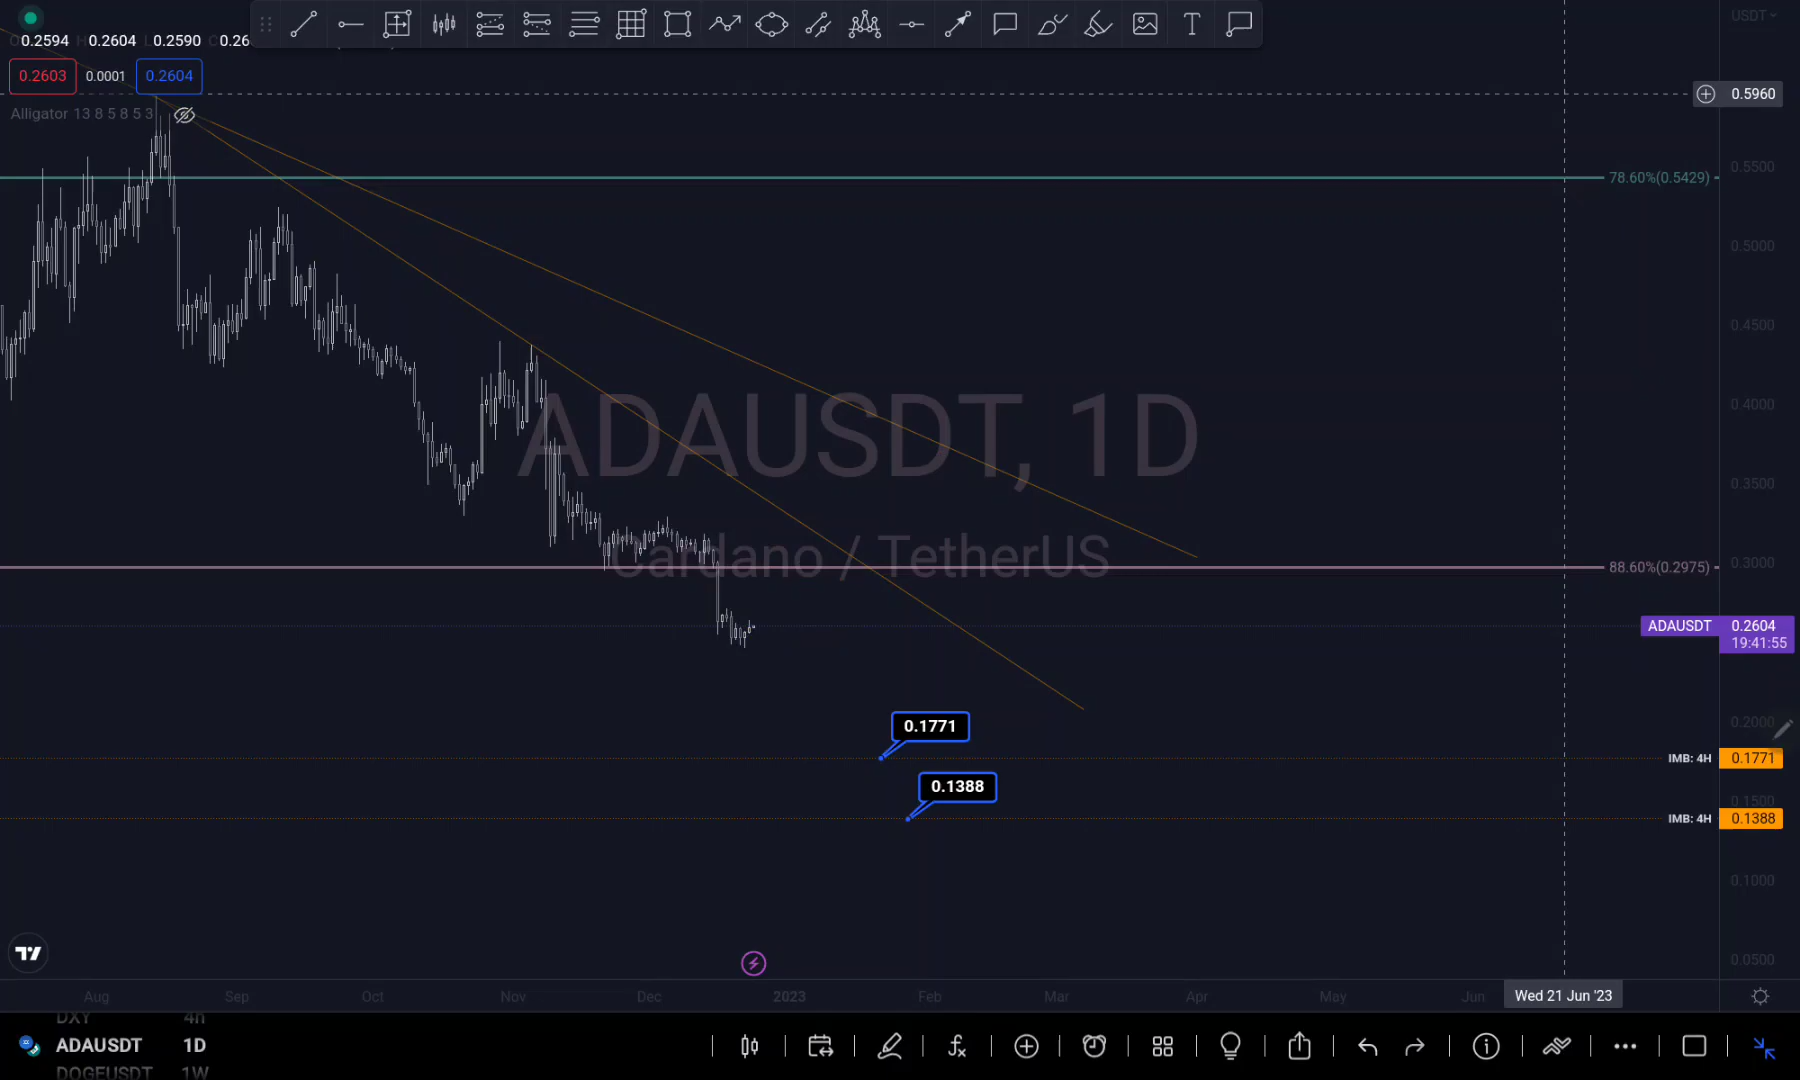 USDT
0.2594 H 0.2604 L 0.2590 C 0.26
0.2603 0.0001 0.2604
0.5960
Alligator 13 8 5 8 5 3
0.5500
78.60%(0.5429)
0.5000
0.4500
0.4000
ADAUSDT, 1D
0.3500
Cardano / TetherUS
0.3000
88.60%(0.2975)
ADAUSDT 0.2604
19:41:55
0.1771
0.2000
IMB: 4H 0.1771
0.1388
0.1500
IMB: 4H 0.1388
0.1000
0.0500
Aug Sep Oct Nov Dec 2023 Feb Mar Apr May Jun Wed 21 Jun '23
DXY 4h
ADAUSDT 1D
DOGEUSDT 1W